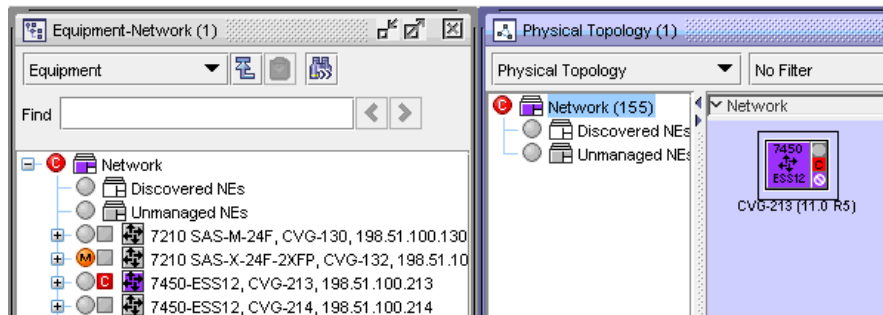 Equipment-Network (1)
Equipment
Find
C Network
Discovered NEs
Unmanaged NEs
7210 SAS-M-24F, CVG-130, 198.51.100.130
M 7210 SAS-X-24F-2XFP, CVG-132, 198.51.10
C 7450-ESS12, CVG-213, 198.51.100.213
7450-ESS12, CVG-214, 198.51.100.214
Physical Topology (1)
Physical Topology
No Filter
C Network (155)
Discovered NEs
Unmanaged NEs
Network
7450
C
ESS12
CVG-213 (11.0 R5)